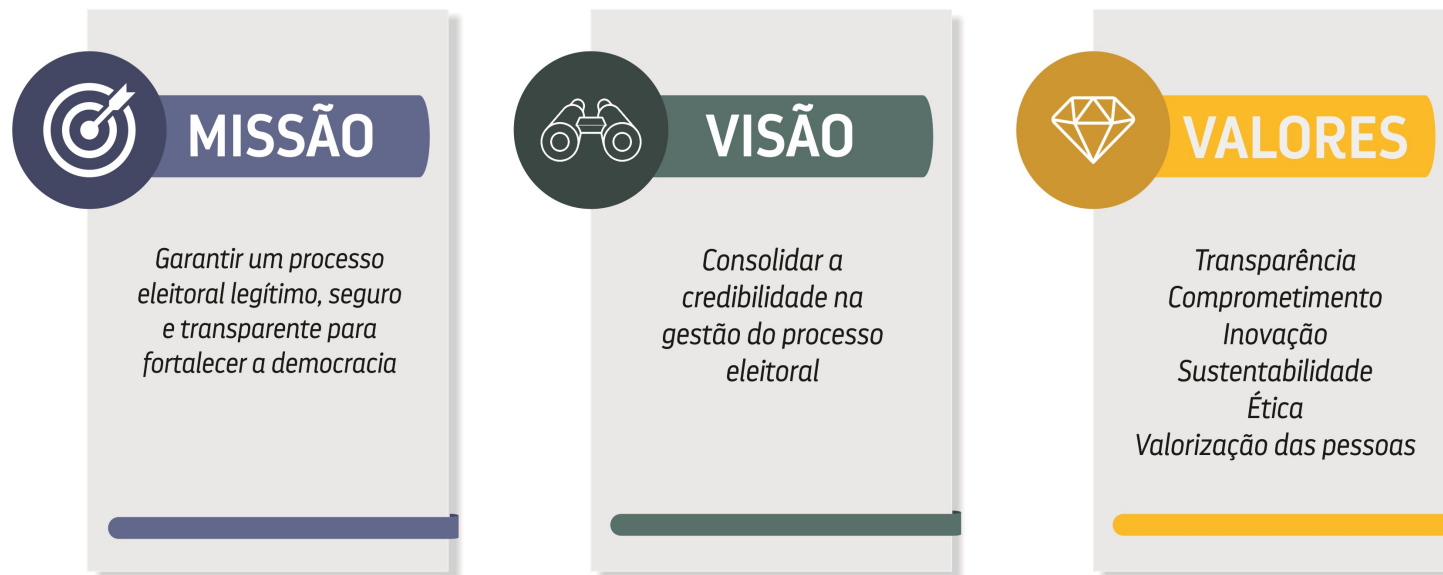 MISSÃO
Garantir um processo
eleitoral legítimo, seguro
e transparente para
fortalecer a democracia
VISÃO
Consolidar a
credibilidade na
gestão do processo
eleitoral
VALORES
Transparência
Comprometimento
Inovação
Sustentabilidade
Ética
Valorização das pessoas